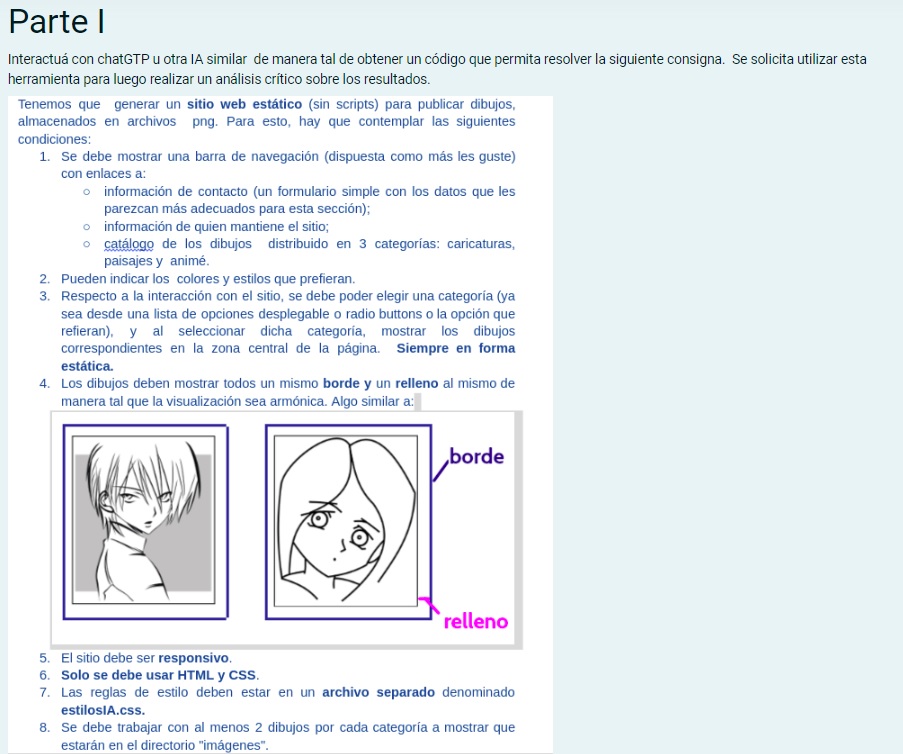 Parte I
Interactuá con chatGTP u otra IA similar de manera tal de obtener un código que permita resolver la siguiente consigna. Se solicita utilizar esta
herramienta para luego realizar un análisis crítico sobre los resultados.
Tenemos que generar un sitio web estático (sin scripts) para publicar dibujos,
almacenados en archivos png. Para esto, hay que contemplar las siguientes
condiciones:
1. Se debe mostrar una barra de navegación (dispuesta como más les guste)
con enlaces a:
○ información de contacto (un formulario simple con los datos que les
parezcan más adecuados para esta sección);
○ información de quien mantiene el sitio;
○ catálogo de los dibujos distribuido en 3 categorías: caricaturas,
paisajes y animé.
2. Pueden indicar los colores y estilos que prefieran.
3. Respecto a la interacción con el sitio, se debe poder elegir una categoría (ya
sea desde una lista de opciones desplegable o radio buttons o la opción que
refieran), y al seleccionar dicha categoría, mostrar los dibujos
correspondientes en la zona central de la página. Siempre en forma
estática.
4. Los dibujos deben mostrar todos un mismo borde y un relleno al mismo de
manera tal que la visualización sea armónica. Algo similar a:
borde
relleno
5. El sitio debe ser responsivo.
6. Solo se debe usar HTML y CSS.
7. Las reglas de estilo deben estar en un archivo separado denominado
estilosIA.css.
8. Se debe trabajar con al menos 2 dibujos por cada categoría a mostrar que
estarán en el directorio "imágenes".